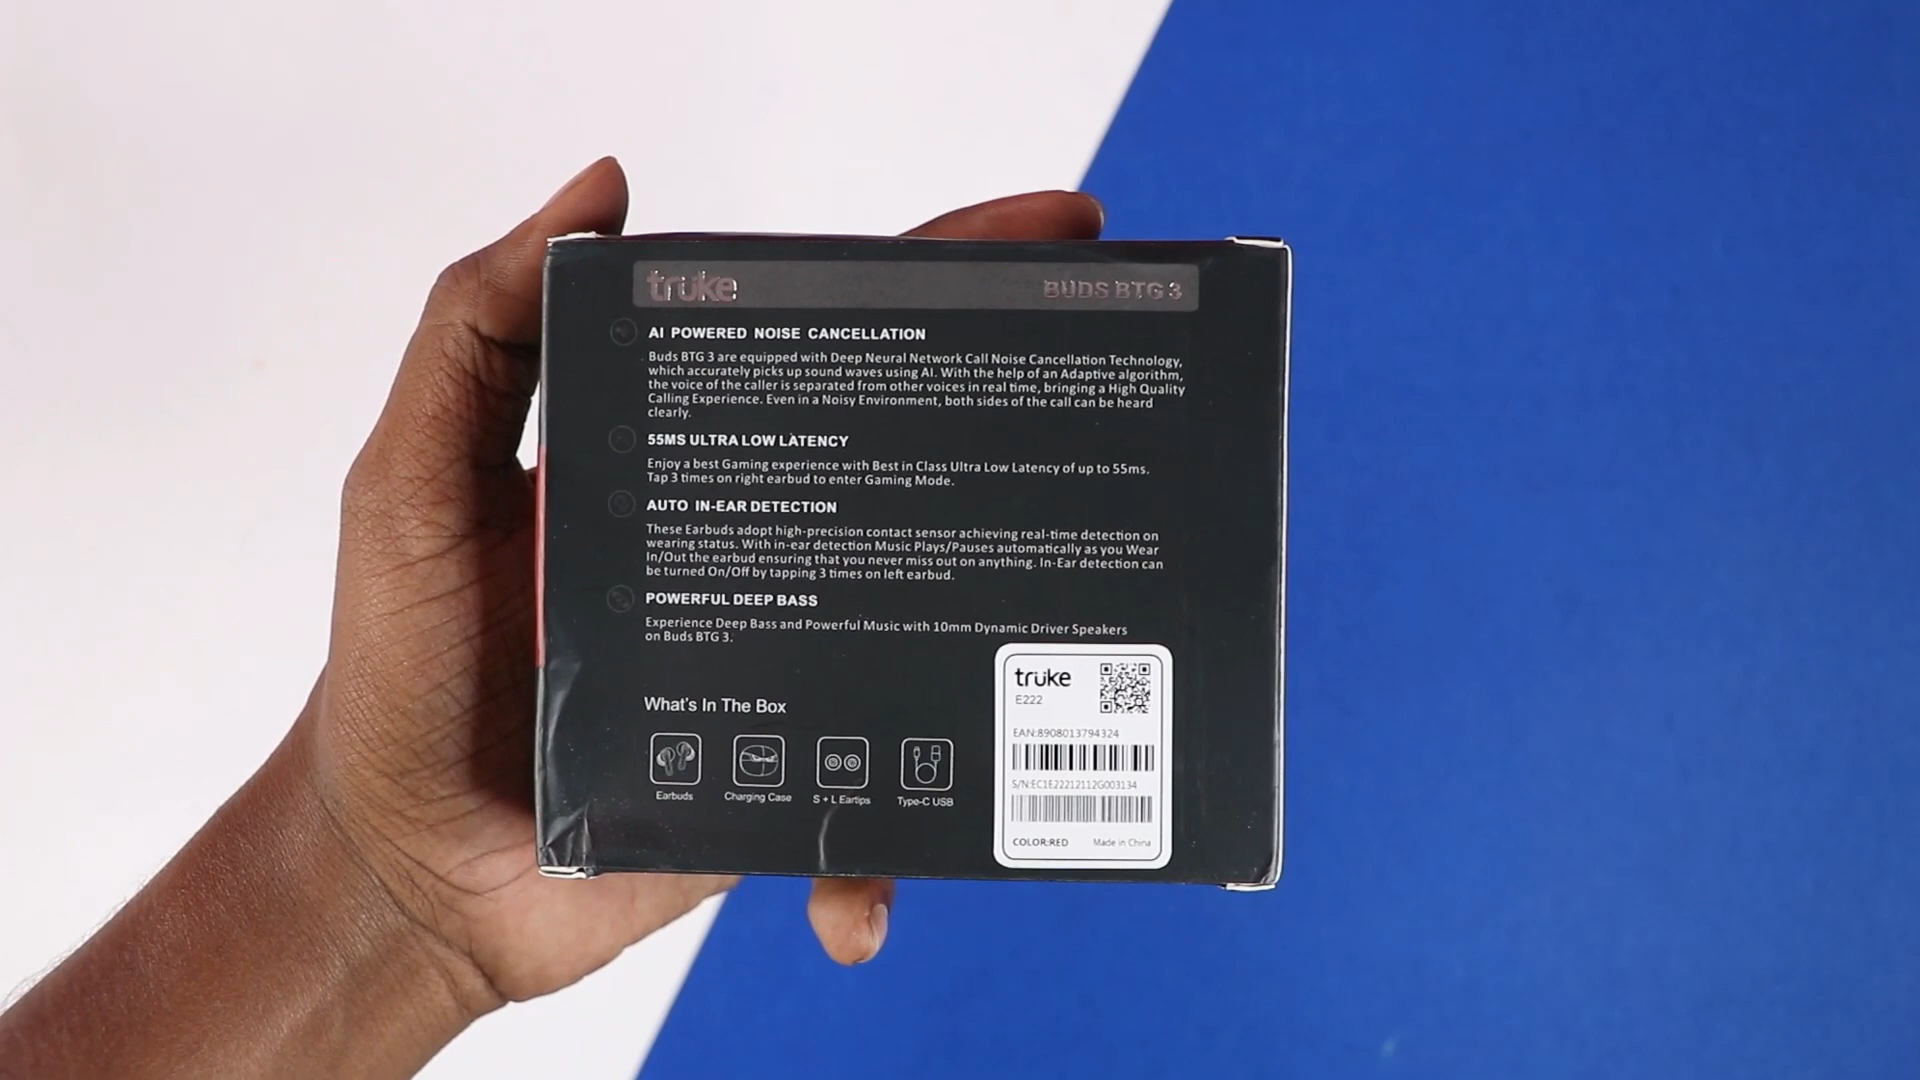 truke BUDS BTG 3
AI POWERED NOISE CANCELLATION
Buds BTG 3 are equipped with Deep Neural Network Call Noise Cancellation Technology,
which accurately picks up sound waves using AI. With the help of an Adaptive algorithm,
the voice of the caller is separated from other voices in real time, bringing a High Quality
Calling Experience. Even in a Noisy Environment, both sides of the call can be heard
clearly.
55MS ULTRA LOW LATENCY
Enjoy a best Gaming experience with Best in Class Ultra Low Latency of up to 55ms.
Tap 3 times on right earbud to enter Gaming Mode.
AUTO IN-EAR DETECTION
These Earbuds adopt high-precision contact sensor achieving real-time detection on
wearing status. With in-ear detection Music Plays/Pauses automatically as you Wear
In/Out the earbud ensuring that you never miss out on anything. In-Ear detection can
be turned On/Off by tapping 3 times on left earbud.
POWERFUL DEEP BASS
Experience Deep Bass and Powerful Music with 10mm Dynamic Driver Speakers
on Buds BTG 3.
What's In The Box
Earbuds Charging Case S + L Eartips Type-C USB
truke
E222
EAN:8908013794324
S/N:EC1E22212112G003134
COLOR:RED Made in China